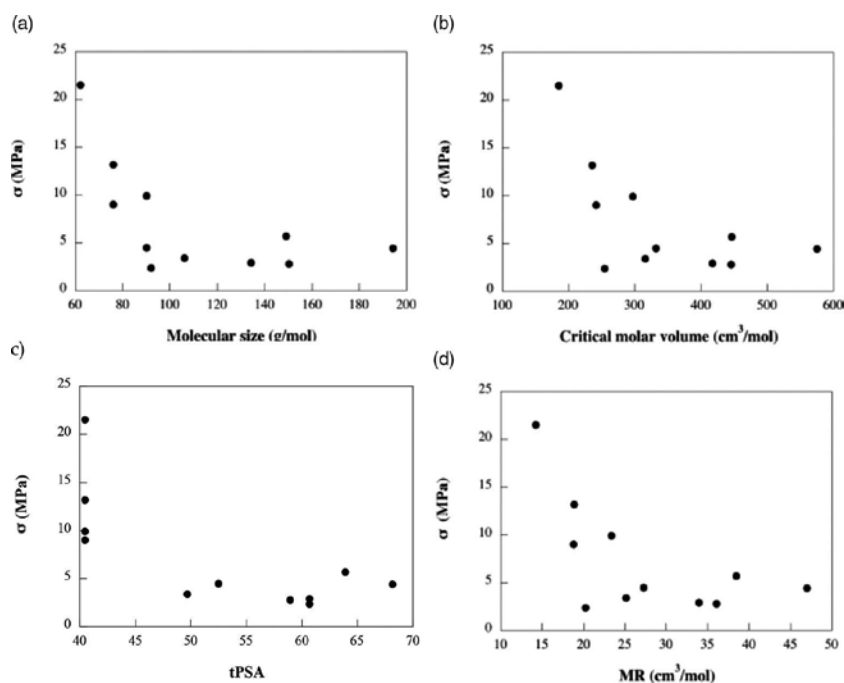 (a)
25
20
15
10
5
0
σ (MPa)
60 80 100 120 140 160 180 200
Molecular size (g/mol)
(b)
25
20
15
10
5
0
σ (MPa)
100 200 300 400 500 600
Critical molar volume (cm³/mol)
c)
25
20
15
10
5
0
σ (MPa)
40 45 50 55 60 65 70
tPSA
(d)
25
20
15
10
5
0
σ (MPa)
10 15 20 25 30 35 40 45 50
MR (cm³/mol)